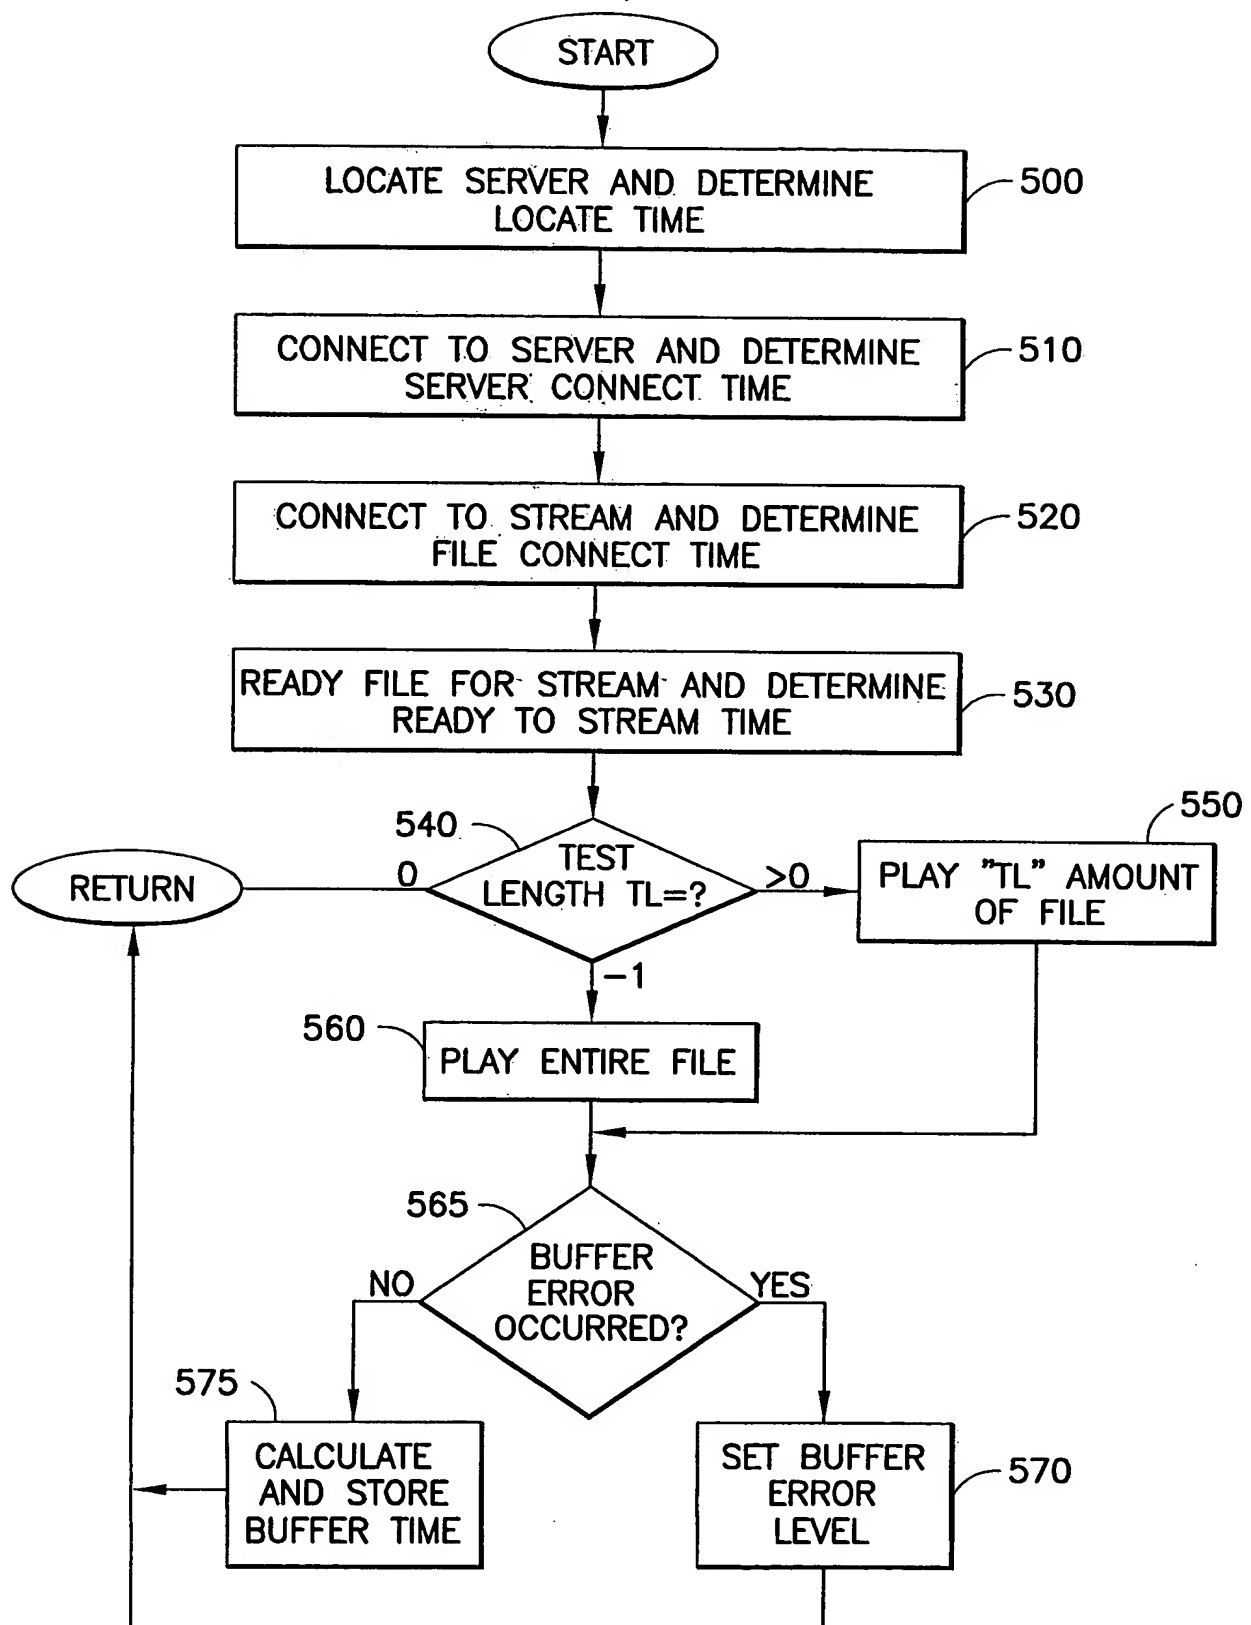 START
LOCATE SERVER AND DETERMINE
LOCATE TIME
500
CONNECT TO SERVER AND DETERMINE
SERVER CONNECT TIME
510
CONNECT TO STREAM AND DETERMINE
FILE CONNECT TIME
520
READY FILE FOR STREAM AND DETERMINE
READY TO STREAM TIME
530
540
TEST
LENGTH TL=?
0
>0
-1
RETURN
550
PLAY "TL" AMOUNT
OF FILE
560
PLAY ENTIRE FILE
565
BUFFER
ERROR
OCCURRED?
NO
YES
575
CALCULATE
AND STORE
BUFFER TIME
SET BUFFER
ERROR
LEVEL
570